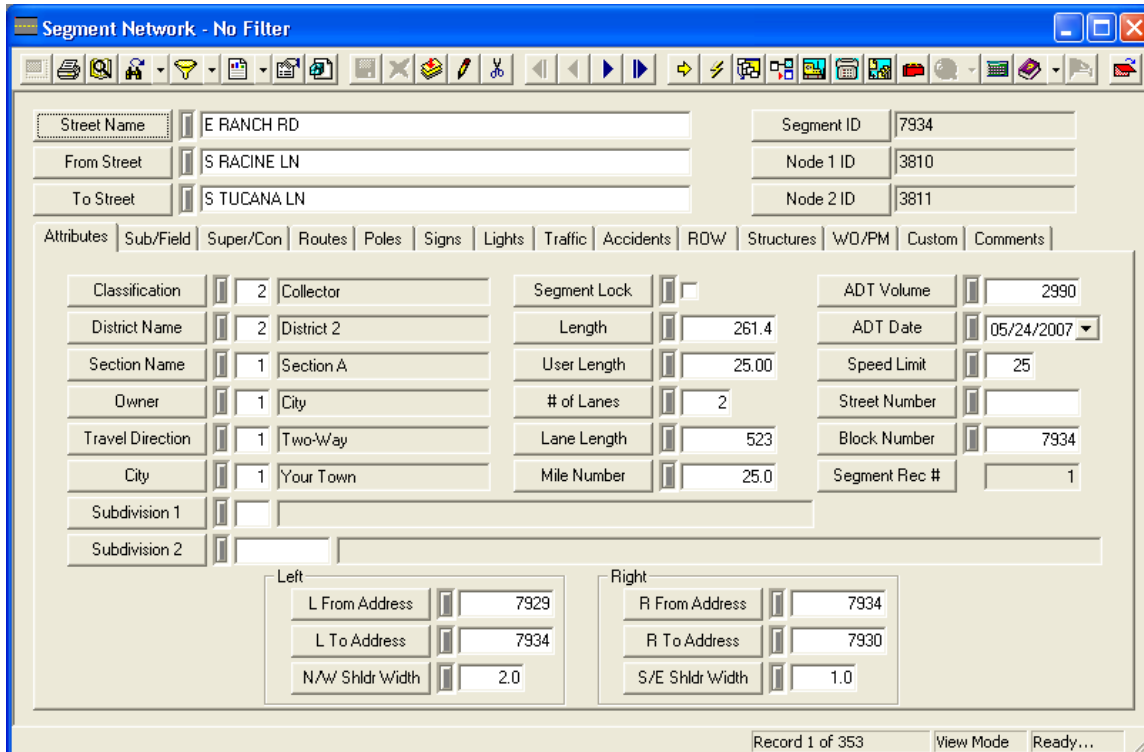 Segment Network - No Filter
Street Name E RANCH RD Segment ID 7934
From Street S RACINE LN Node 1 ID 3810
To Street S TUCANA LN Node 2 ID 3811
Attributes Sub/Field Super/Con Routes Poles Signs Lights Traffic Accidents ROW Structures WO/PM Custom Comments
Classification 2 Collector Segment Lock ADT Volume 2990
District Name 2 District 2 Length 261.4 ADT Date 05/24/2007
Section Name 1 Section A User Length 25.00 Speed Limit 25
Owner 1 City # of Lanes 2 Street Number
Travel Direction 1 Two-Way Lane Length 523 Block Number 7934
City 1 Your Town Mile Number 25.0 Segment Rec # 1
Subdivision 1
Subdivision 2
Left Right
L From Address 7929 R From Address 7934
L To Address 7934 R To Address 7930
N/W Shldr Width 2.0 S/E Shldr Width 1.0
Record 1 of 353 View Mode Ready...